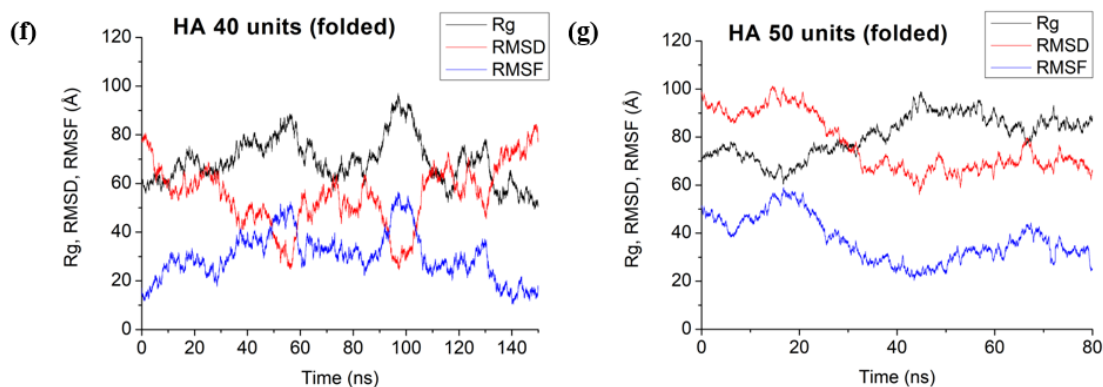 (f)
HA 40 units (folded)
Rg
RMSD
RMSF
Rg, RMSD, RMSF (Å)
120
100
80
60
40
20
0
0 20 40 60 80 100 120 140
Time (ns)
(g)
HA 50 units (folded)
Rg
RMSD
RMSF
Rg, RMSD, RMSF (Å)
120
100
80
60
40
20
0
0 20 40 60 80
Time (ns)